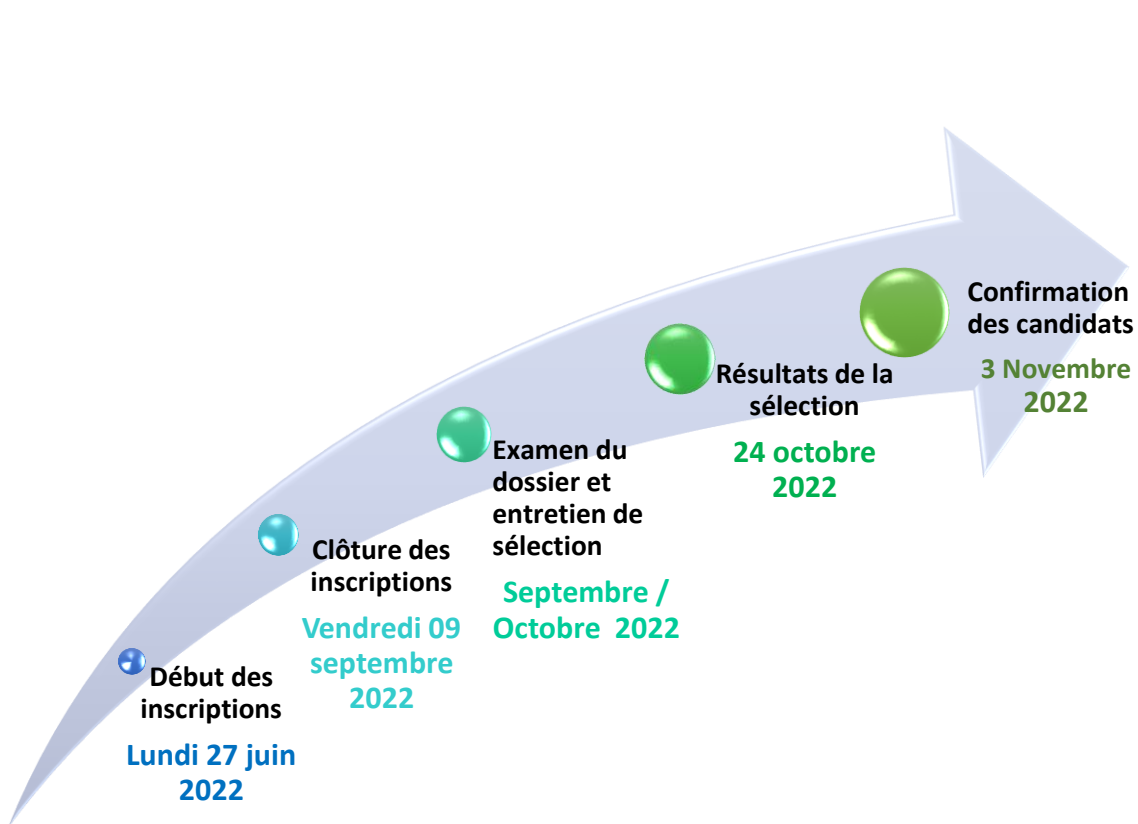 Début des
inscriptions
Lundi 27 juin
2022
Clôture des
inscriptions
Vendredi 09
septembre
2022
Examen du
dossier et
entretien de
sélection
Septembre /
Octobre 2022
Résultats de la
sélection
24 octobre
2022
Confirmation
des candidats
3 Novembre
2022